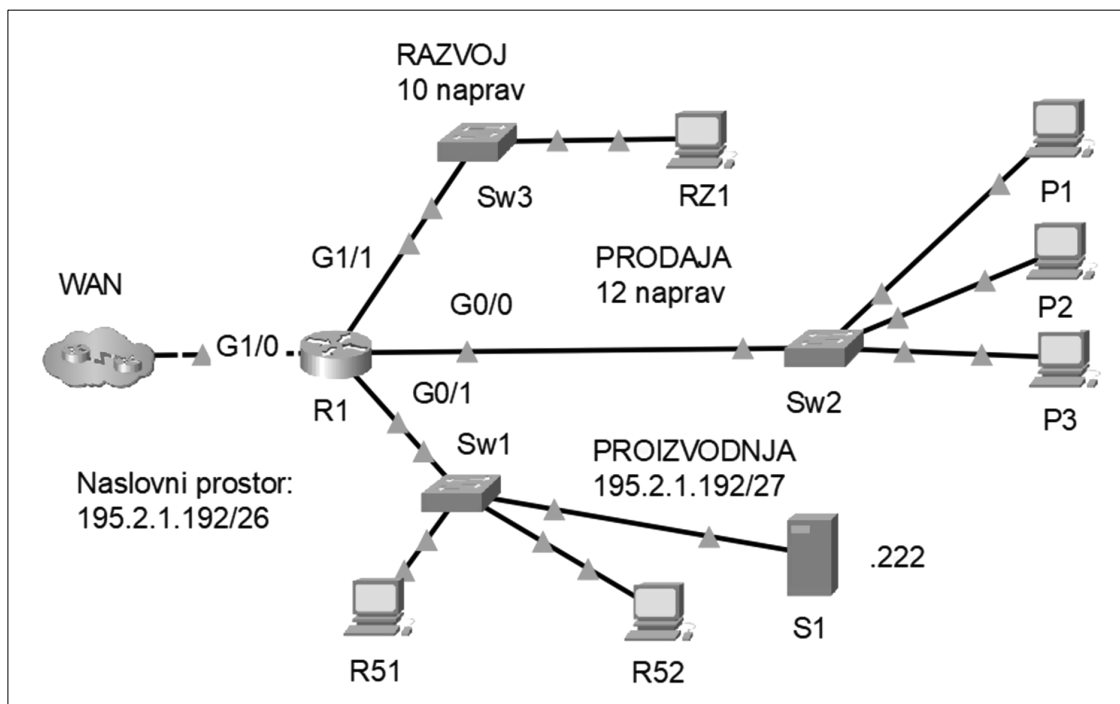 RAZVOJ
10 naprav
Sw3
RZ1
P1
G1/1
PRODAJA
12 naprav
WAN
G0/0
P2
G1/0
R1
G0/1
Sw2
P3
Sw1
PROIZVODNJA
195.2.1.192/27
Naslovni prostor:
195.2.1.192/26
.222
S1
R51
R52